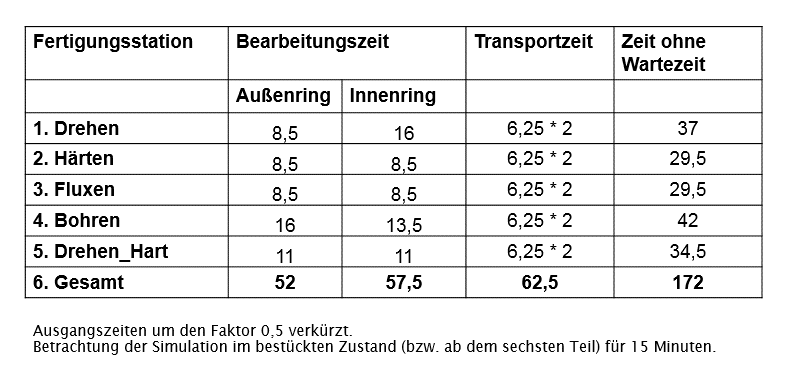 Fertigungsstation Bearbeitungszeit Transportzeit Zeit ohne
Wartezeit
Außenring Innenring
1. Drehen 8,5 16 6,25 * 2 37
2. Härten 8,5 8,5 6,25 * 2 29,5
3. Fluxen 8,5 8,5 6,25 * 2 29,5
4. Bohren 16 13,5 6,25 * 2 42
5. Drehen_Hart 11 11 6,25 * 2 34,5
6. Gesamt 52 57,5 62,5 172
Ausgangszeiten um den Faktor 0,5 verkürzt.
Betrachtung der Simulation im bestückten Zustand (bzw. ab dem sechsten Teil) für 15 Minuten.